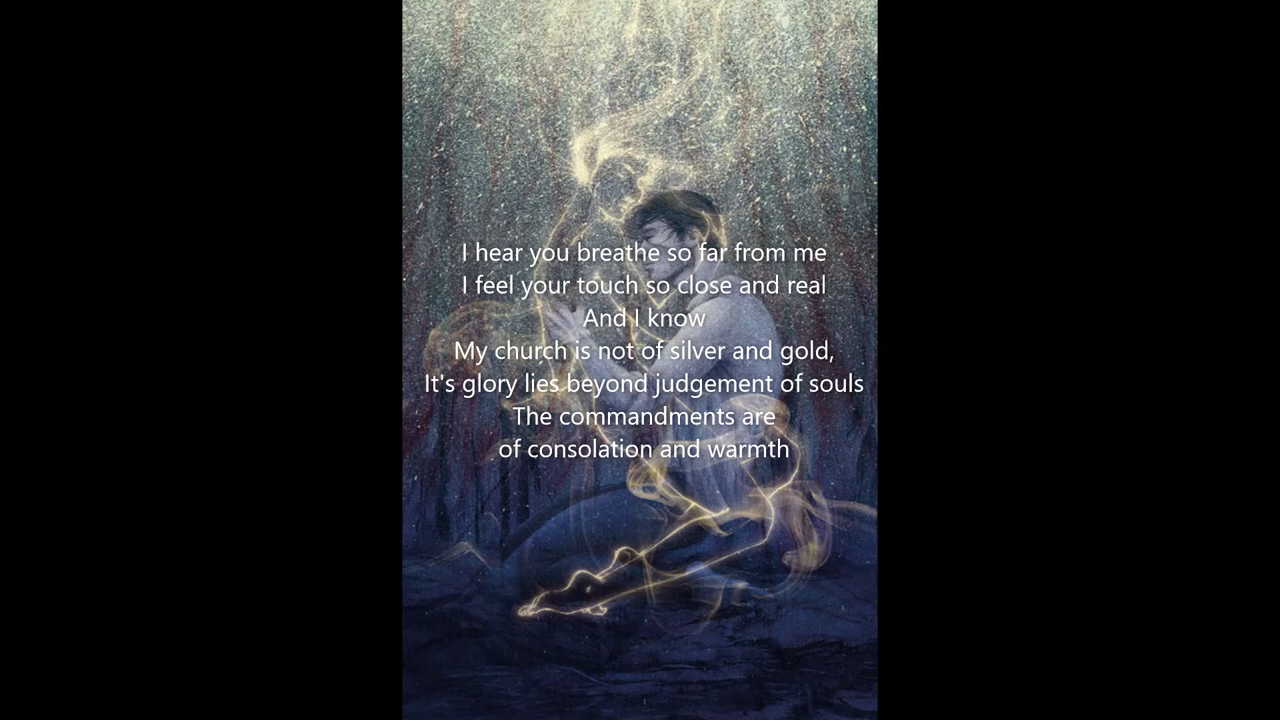 I hear you breathe so far from me
I feel your touch so close and real
And I know
My church is not of silver and gold,
It's glory lies beyond judgement of souls
The commandments are
of consolation and warmth